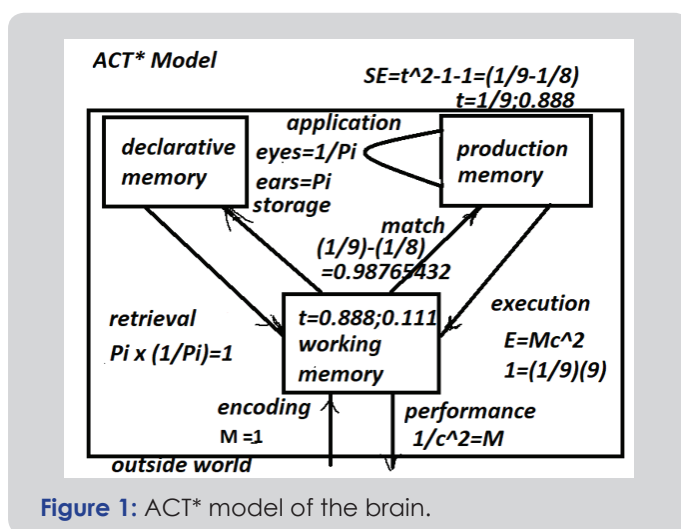 ACT* Model
SE=t^2-1-1=(1/9-1/8)
t=1/9;0.888
application
declarative
memory
eyes=1/Pi
ears=Pi
storage
production
memory
match
(1/9)-(1/8)
=0.98765432
retrieval
Pi x (1/Pi)=1
t=0.888;0.111
working
memory
execution
E=Mc^2
1=(1/9)(9)
encoding
M =1
performance
1/c^2=M
outside world
Figure 1: ACT* model of the brain.